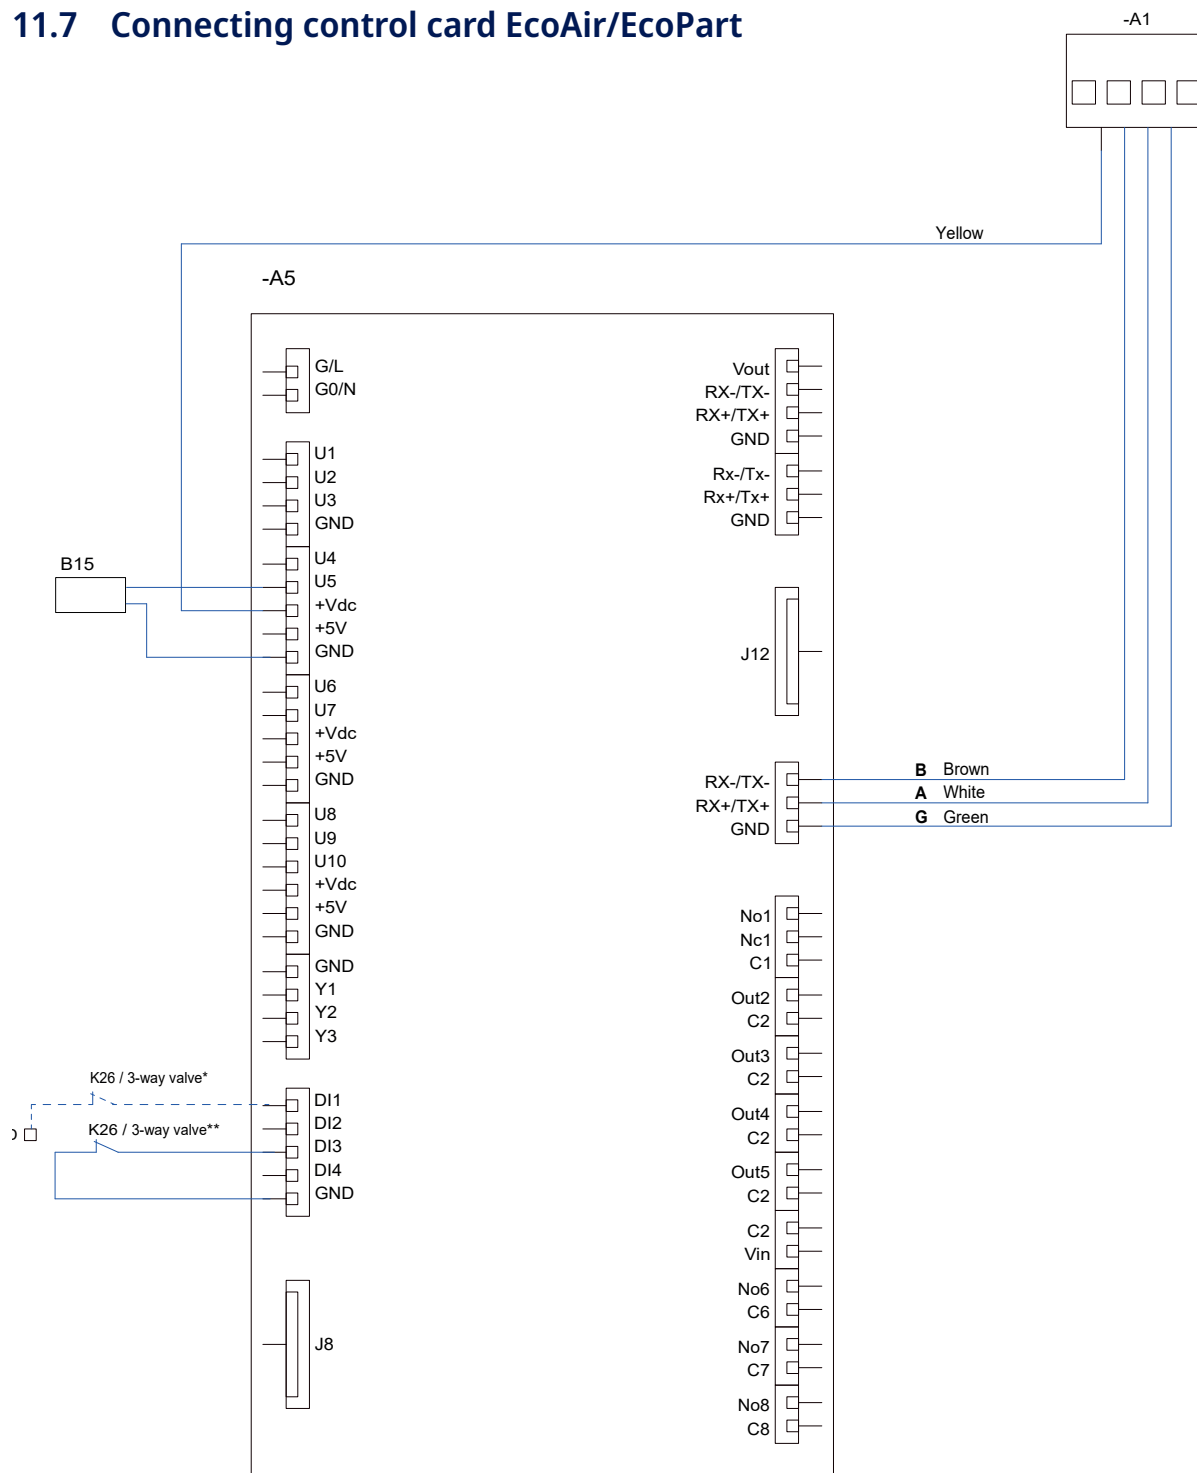 11.7 Connecting control card EcoAir/EcoPart
-A1
Yellow
-A5
G/L
G0/N
U1
U2
U3
GND
U4
U5
+Vdc
+5V
GND
U6
U7
+Vdc
+5V
GND
U8
U9
U10
+Vdc
+5V
GND
GND
Y1
Y2
Y3
B15
K26 / 3-way valve*
K26 / 3-way valve**
DI1
DI2
DI3
DI4
GND
J8
Vout
RX-/TX-
RX+/TX+
GND
Rx-/Tx-
Rx+/Tx+
GND
J12
RX-/TX-
RX+/TX+
GND
B Brown
A White
G Green
No1
Nc1
C1
Out2
C2
Out3
C2
Out4
C2
Out5
C2
C2
Vin
No6
C6
No7
C7
No8
C8